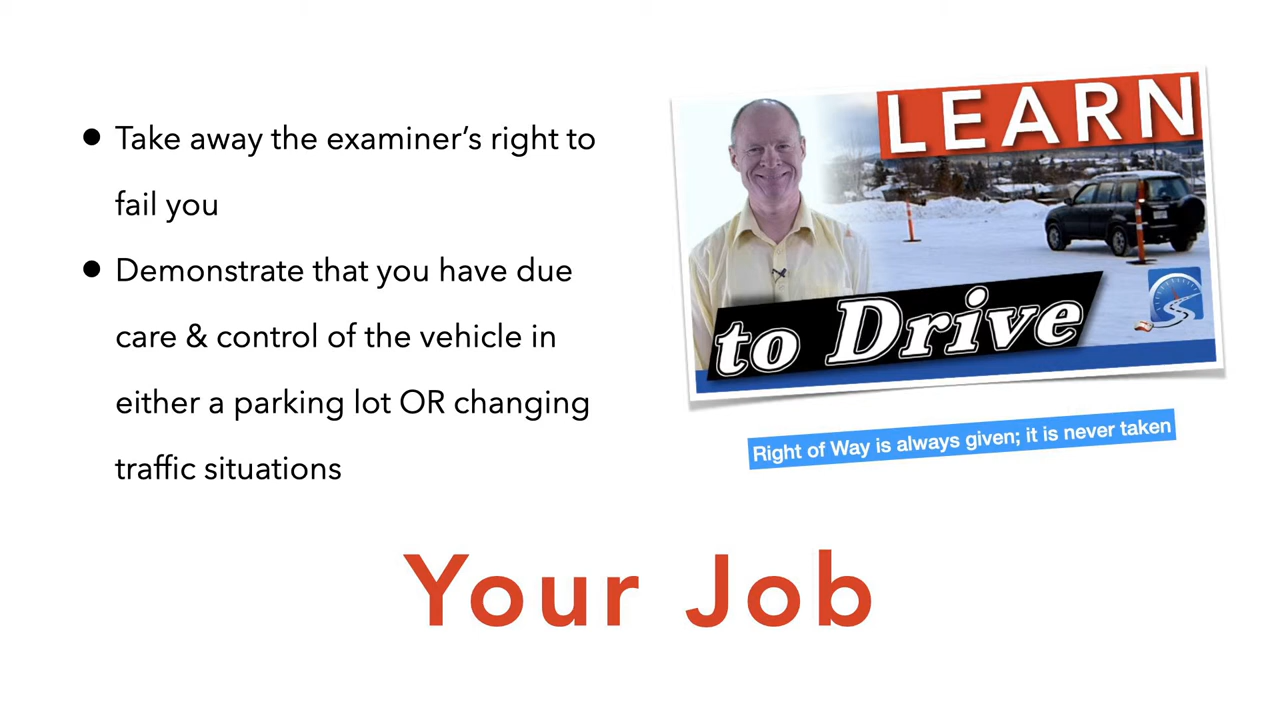 • Take away the examiner's right to
fail you
• Demonstrate that you have due
care & control of the vehicle in
either a parking lot OR changing
traffic situations
LEARN
to Drive
Right of Way is always given; it is never taken
Your Job